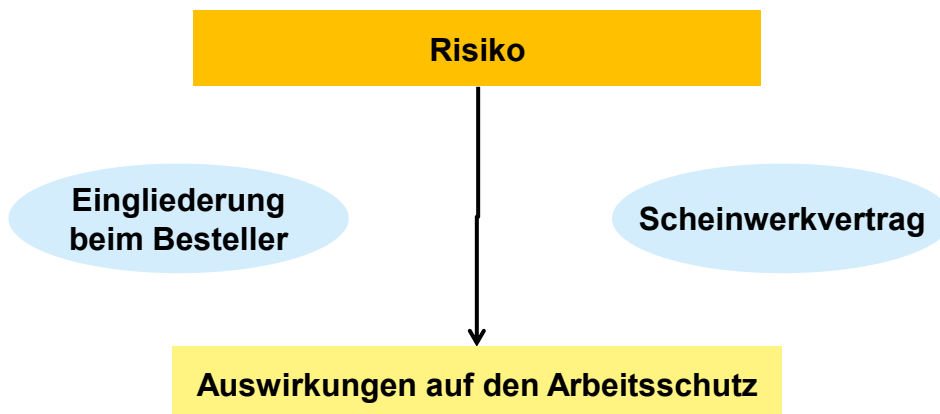 Risiko
Eingliederung
beim Besteller
Scheinwerkvertrag
Auswirkungen auf den Arbeitsschutz